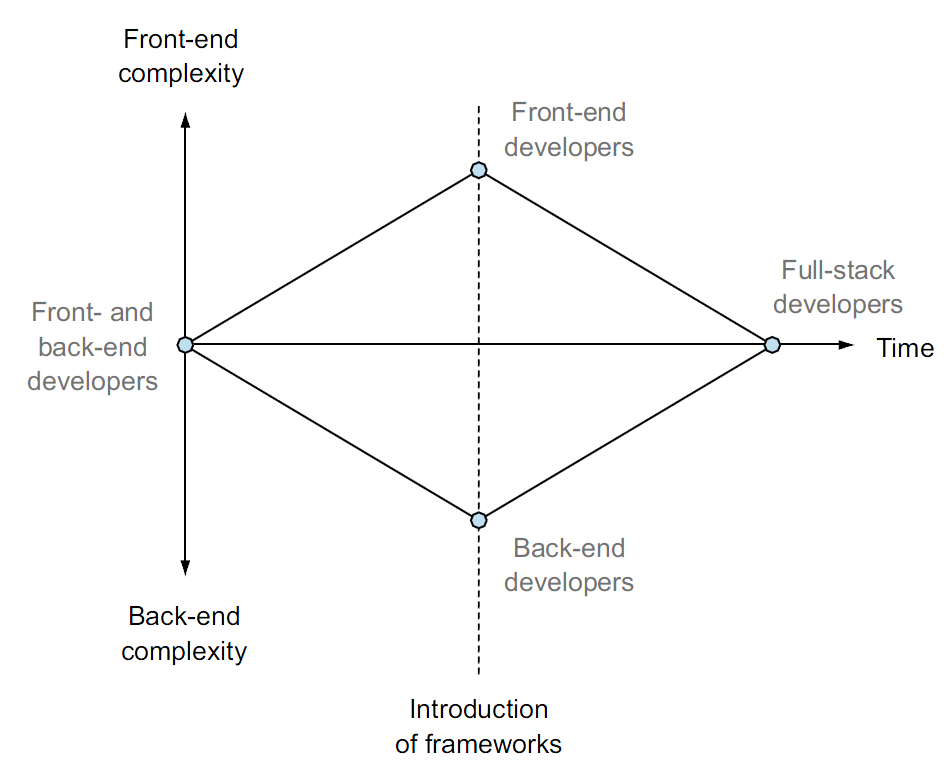 Front-end
complexity
Front-end
developers
Full-stack
developers
Front- and
back-end
developers
Time
Back-end
developers
Back-end
complexity
Introduction
of frameworks